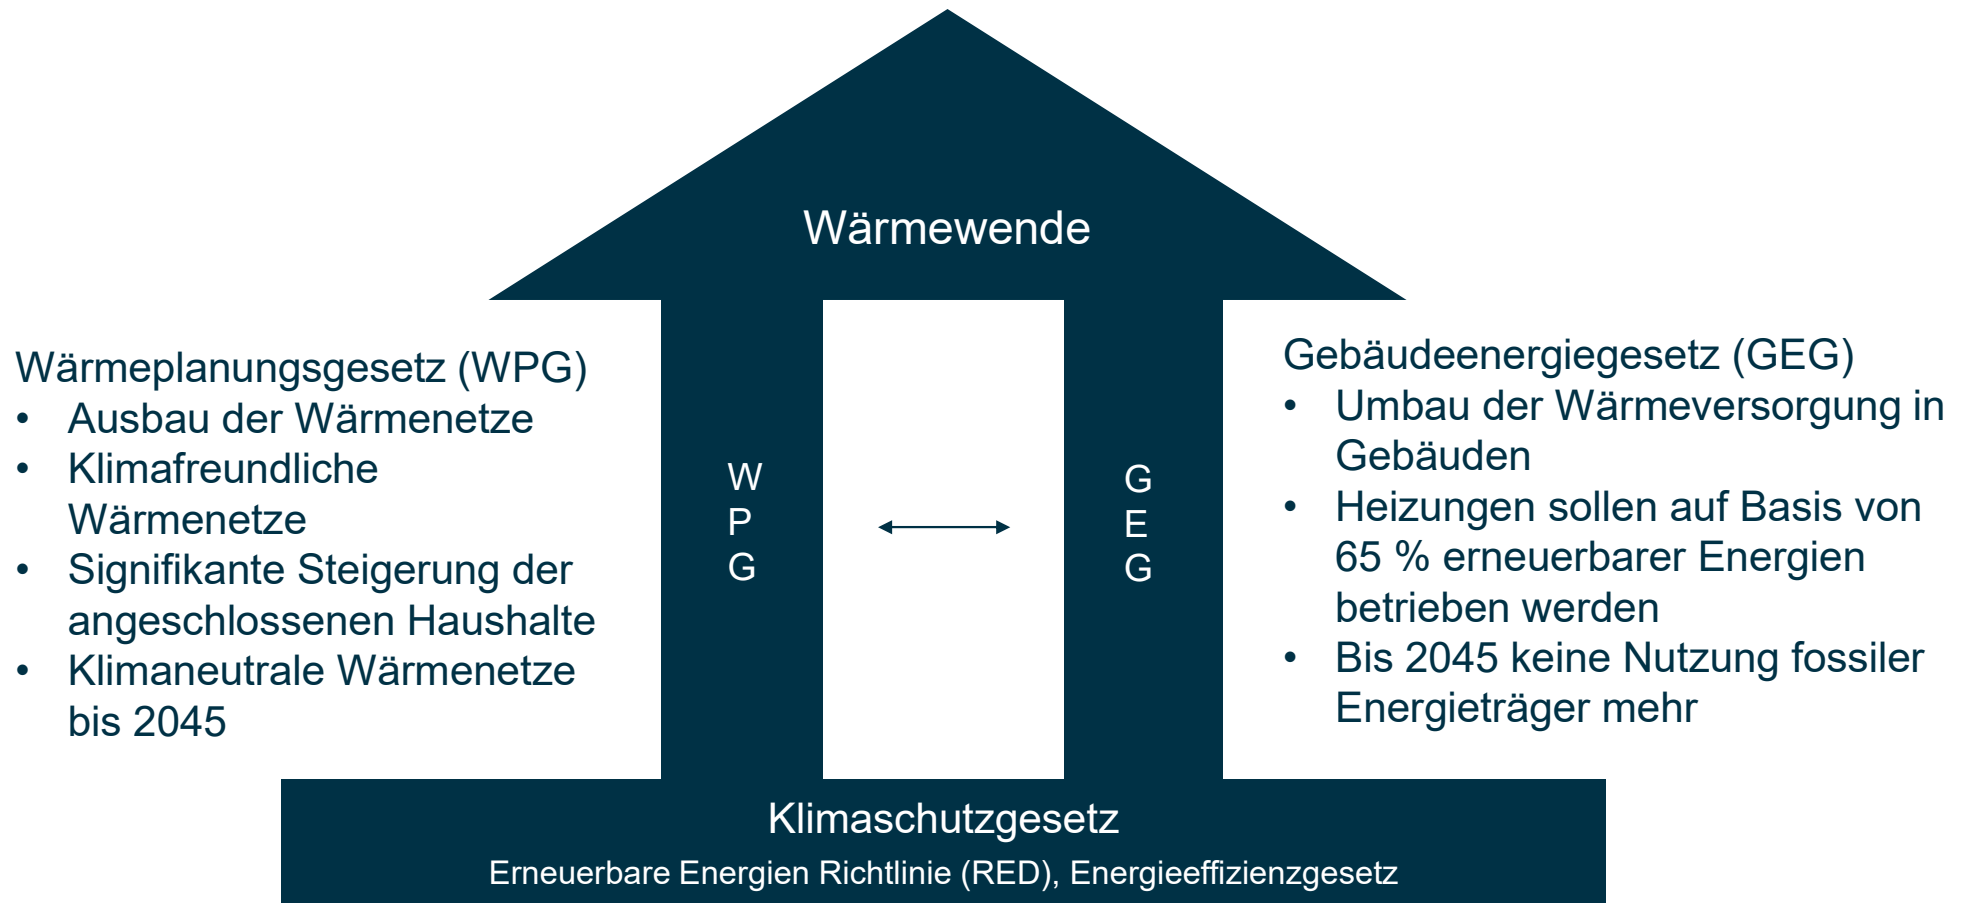 Wärmewende
Wärmeplanungsgesetz (WPG)
• Ausbau der Wärmenetze
• Klimafreundliche
Wärmenetze
• Signifikante Steigerung der
angeschlossenen Haushalte
• Klimaneutrale Wärmenetze
bis 2045
W
P
G
G
E
G
Gebäudeenergiegesetz (GEG)
• Umbau der Wärmeversorgung in
Gebäuden
• Heizungen sollen auf Basis von
65 % erneuerbarer Energien
betrieben werden
• Bis 2045 keine Nutzung fossiler
Energieträger mehr
Klimaschutzgesetz
Erneuerbare Energien Richtlinie (RED), Energieeffizienzgesetz